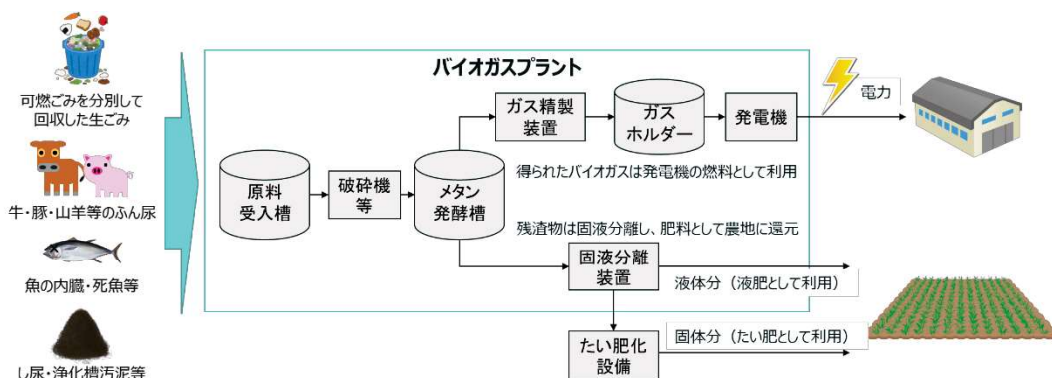 可燃ごみを分別して
回収した生ごみ
牛・豚・山羊等のふん尿
魚の内臓・死魚等
し尿・浄化槽汚泥等
バイオガスプラント
原料
受入槽
破砕機
等
メタン
発酵槽
ガス精製
装置
ガス
ホルダー
発電機
電力
得られたバイオガスは発電機の燃料として利用
残渣物は固液分離し、肥料として農地に還元
固液分離
装置
液体分（液肥として利用）
たい肥化
設備
固体分（たい肥として利用）